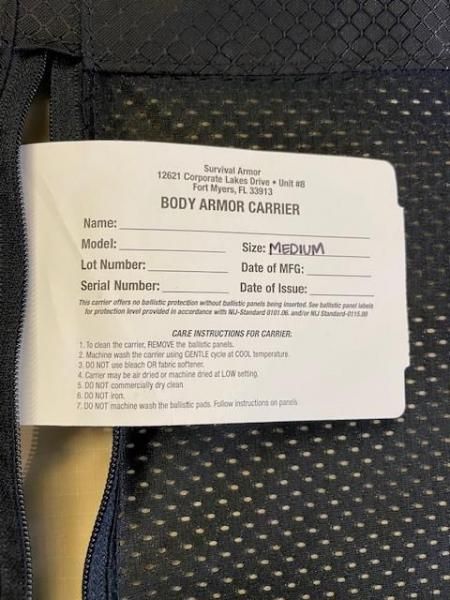 Survival Armor
12621 Corporate Lakes Drive • Unit #8
Fort Myers, FL 33913
BODY ARMOR CARRIER
Name:
Model: Size: MEDIUM
Lot Number: Date of MFG:
Serial Number: Date of Issue:
This carrier offers no ballistic protection without ballistic panels being inserted. See ballistic panel labels
for protection level provided in accordance with NIJ-Standard 0101.06. and/or NIJ Standard-0115.00
CARE INSTRUCTIONS FOR CARRIER:
1. To clean the carrier, REMOVE the ballistic panels.
2. Machine wash the carrier using GENTLE cycle at COOL temperature.
3. DO NOT use bleach OR fabric softener.
4. Carrier may be air dried or machine dried at LOW setting.
5. DO NOT commercially dry clean
6. DO NOT iron.
7. DO NOT machine wash the ballistic pads. Follow instructions on panels